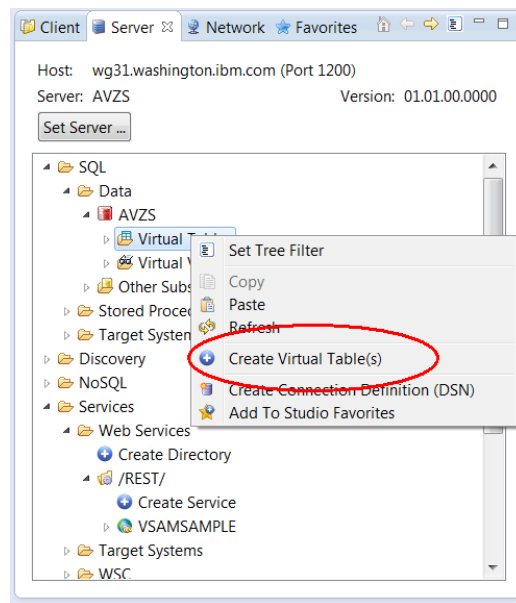 Client Server Network Favorites
Host: wg31.washington.ibm.com (Port 1200)
Server: AVZS Version: 01.01.00.0000
Set Server ...
SQL
Data
AVZS
Virtual
Virtual
Other Subs
Stored Proce
Target System
Discovery
NoSQL
Services
Web Services
Create Directory
/REST/
Create Service
VSAMSAMPLE
Target Systems
WSC
Set Tree Filter
Copy
Paste
Refresh
Create Virtual Table(s)
Create Connection Definition (DSN)
Add To Studio Favorites